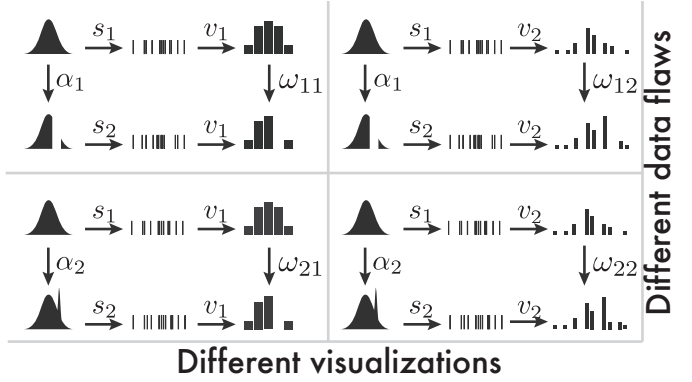 s₁ v₁ s₁ v₂
α₁ ω₁₁ α₁ ω₁₂
s₂ v₁ s₂ v₂
s₁ v₁ s₁ v₂
α₂ ω₂₁ α₂ ω₂₂
s₂ v₁ s₂ v₂
Different data flaws
Different visualizations